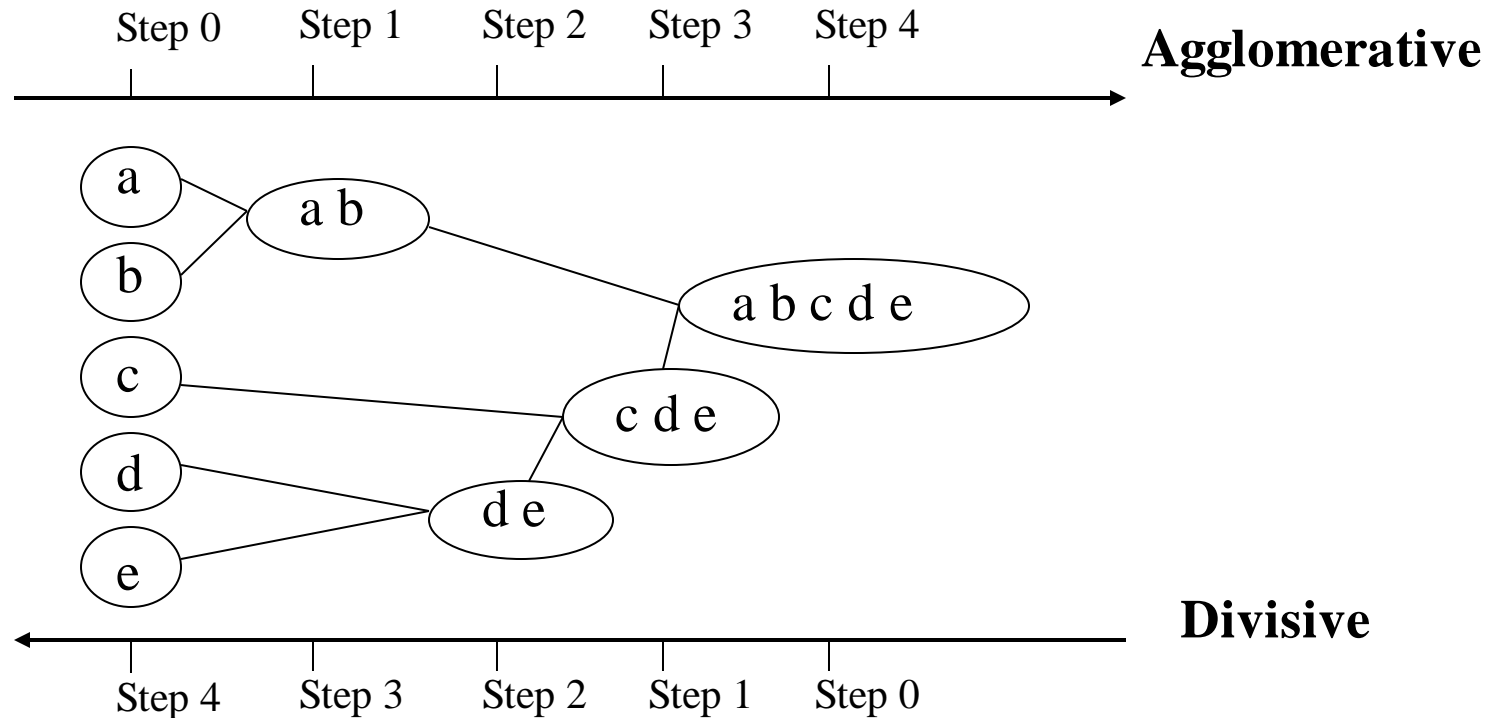 Step 0 Step 1 Step 2 Step 3 Step 4
Agglomerative
a
a b
b
a b c d e
c
c d e
d
d e
e
Divisive
Step 4 Step 3 Step 2 Step 1 Step 0